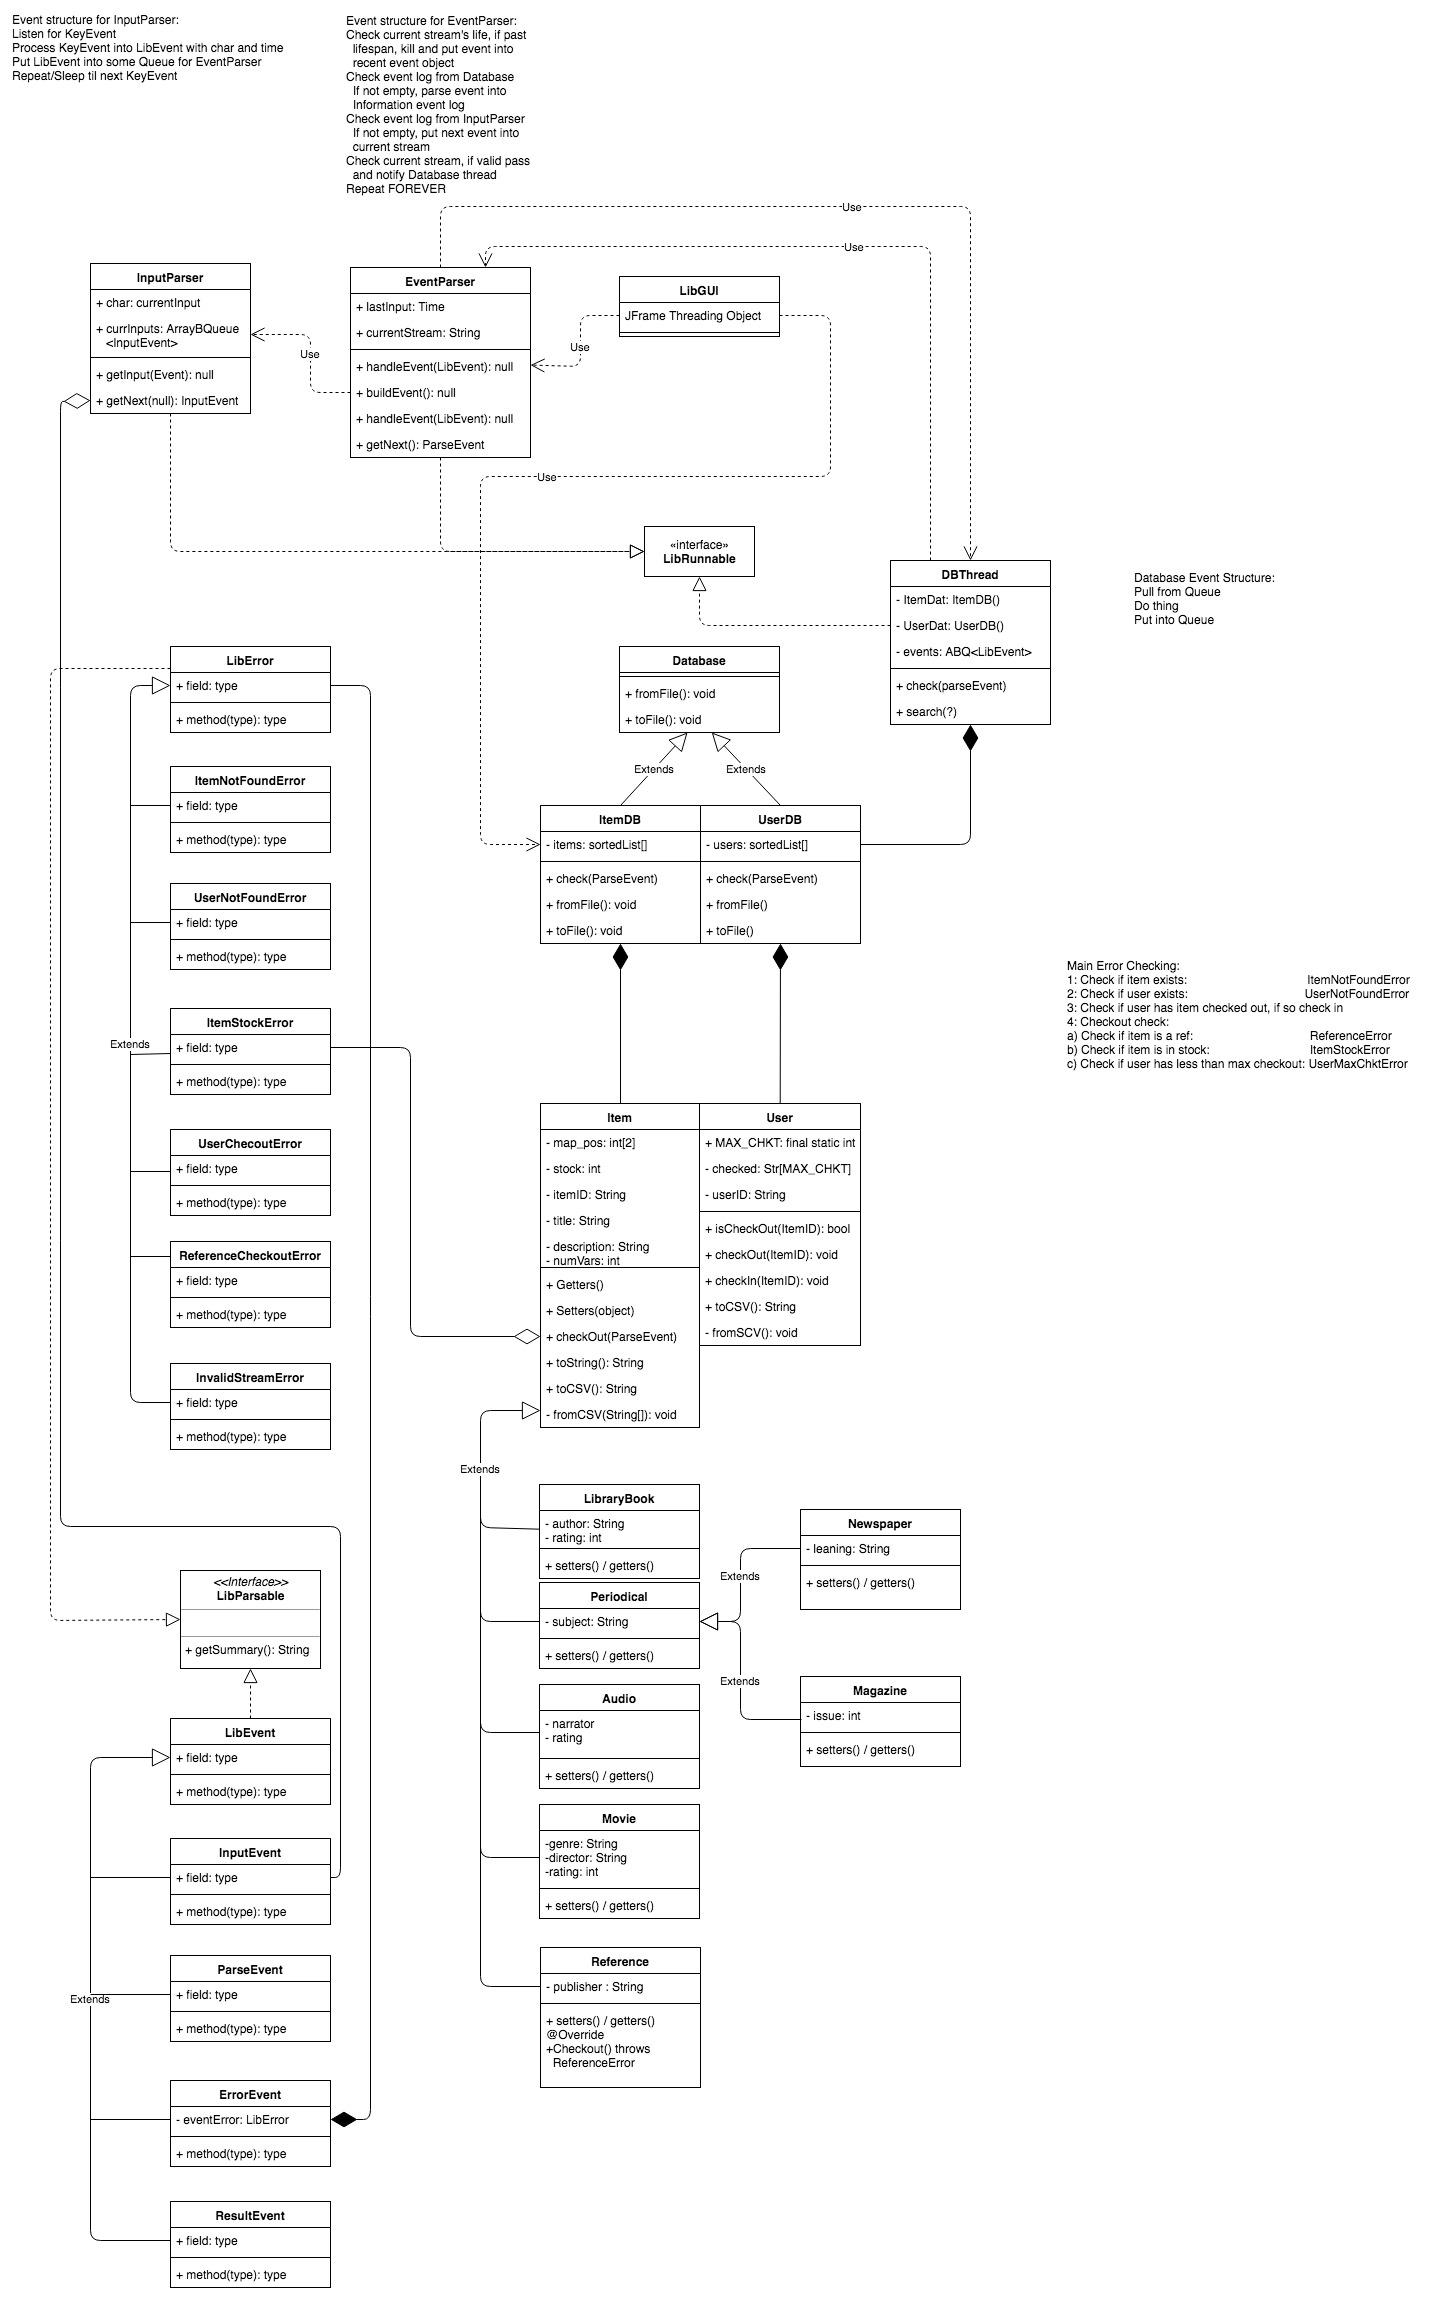 Event structure for InputParser:
Listen for KeyEvent
Process KeyEvent into LibEvent with char and time
Put LibEvent into some Queue for EventParser
Repeat/Sleep til next KeyEvent
Event structure for EventParser:
Check current stream's life, if past
lifespan, kill and put event into
recent event object
Check event log from Database
If not empty, parse event into
Information event log
Check event log from InputParser
If not empty, put next event into
current stream
Check current stream, if valid pass
and notify Database thread
Repeat FOREVER
Use
Use
InputParser
+ char: currentInput
+ currInputs: ArrayBQueue
<InputEvent>
+ getInput(Event): null
+ getNext(null): InputEvent
Use
EventParser
+ lastInput: Time
+ currentStream: String
+ handleEvent(LibEvent): null
+ buildEvent(): null
+ handleEvent(LibEvent): null
+ getNext(): ParseEvent
Use
LibGUI
JFrame Threading Object
Use
«interface»
LibRunnable
DBThread
- ItemDat: ItemDB()
- UserDat: UserDB()
- events: ABQ<LibEvent>
+ check(parseEvent)
+ search(?)
Database Event Structure:
Pull from Queue
Do thing
Put into Queue
Database
+ fromFile(): void
+ toFile(): void
Extends
Extends
ItemDB
- items: sortedList[]
+ check(ParseEvent)
+ fromFile(): void
+ toFile(): void
UserDB
- users: sortedList[]
+ check(ParseEvent)
+ fromFile()
+ toFile()
LibError
+ field: type
+ method(type): type
ItemNotFoundError
+ field: type
+ method(type): type
UserNotFoundError
+ field: type
+ method(type): type
ItemStockError
+ field: type
+ method(type): type
Extends
UserChecoutError
+ field: type
+ method(type): type
ReferenceCheckoutError
+ field: type
+ method(type): type
InvalidStreamError
+ field: type
+ method(type): type
Main Error Checking:
1: Check if item exists: ItemNotFoundError
2: Check if user exists: UserNotFoundError
3: Check if user has item checked out, if so check in
4: Checkout check:
a) Check if item is a ref: ReferenceError
b) Check if item is in stock: ItemStockError
c) Check if user has less than max checkout: UserMaxChktError
Item
- map_pos: int[2]
- stock: int
- itemID: String
- title: String
- description: String
- numVars: int
+ Getters()
+ Setters(object)
+ checkOut(ParseEvent)
+ toString(): String
+ toCSV(): String
- fromCSV(String[]): void
User
+ MAX_CHKT: final static int
- checked: Str[MAX_CHKT]
- userID: String
+ isCheckOut(ItemID): bool
+ checkOut(ItemID): void
+ checkIn(ItemID): void
+ toCSV(): String
- fromSCV(): void
Extends
LibraryBook
- author: String
- rating: int
+ setters() / getters()
Periodical
- subject: String
+ setters() / getters()
Extends
Newspaper
- leaning: String
+ setters() / getters()
Extends
Magazine
- issue: int
+ setters() / getters()
Audio
- narrator
- rating
+ setters() / getters()
Movie
-genre: String
-director: String
-rating: int
+ setters() / getters()
Reference
- publisher : String
+ setters() / getters()
@Override
+Checkout() throws
ReferenceError
<<Interface>>
LibParsable
+ getSummary(): String
LibEvent
+ field: type
+ method(type): type
InputEvent
+ field: type
+ method(type): type
ParseEvent
+ field: type
+ method(type): type
Extends
ErrorEvent
- eventError: LibError
+ method(type): type
ResultEvent
+ field: type
+ method(type): type